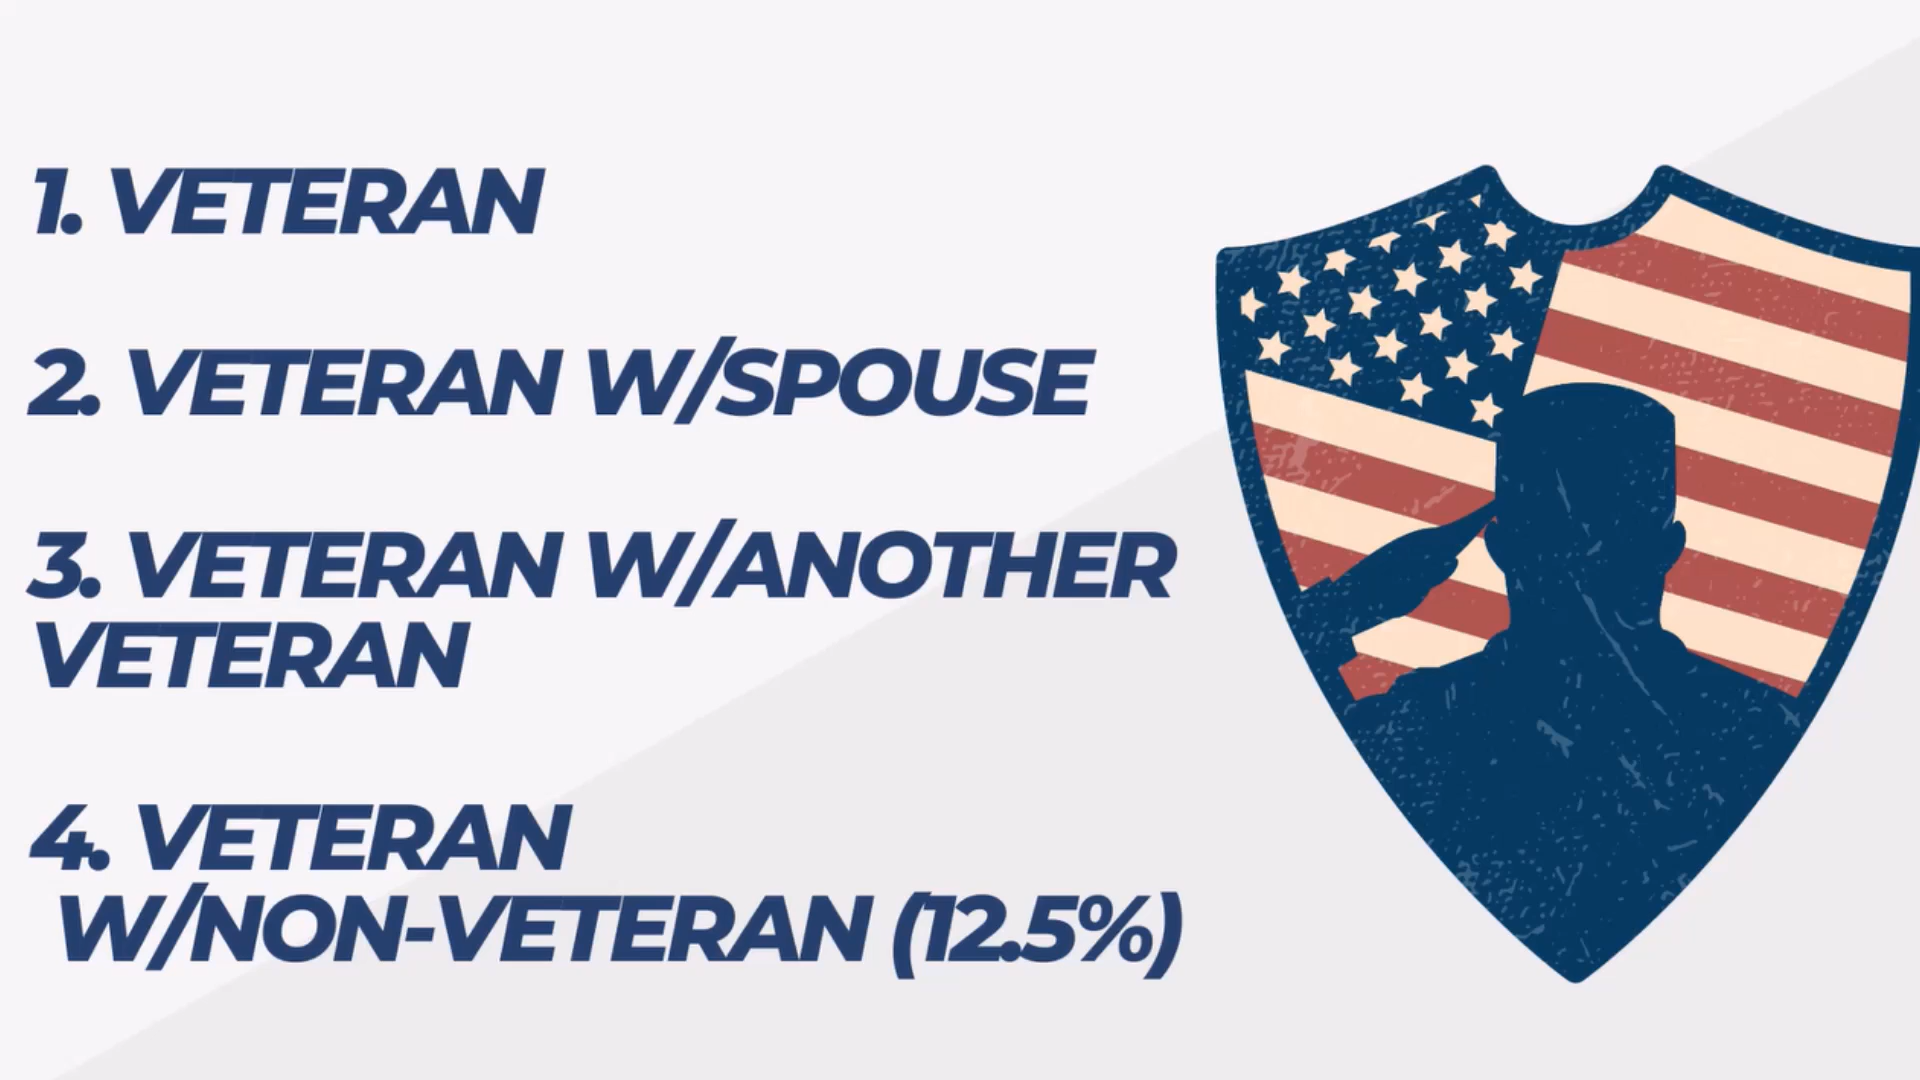 1. VETERAN
2. VETERAN W/SPOUSE
3. VETERAN W/ANOTHER
VETERAN
4. VETERAN
W/NON-VETERAN (12.5%)